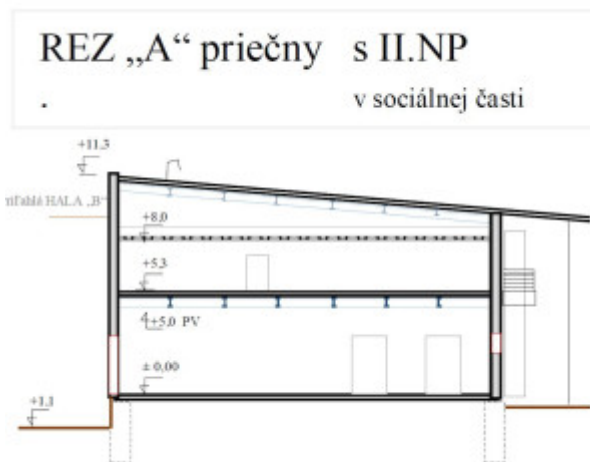 REZ „A“ priečny s II.NP
. v sociálnej časti
+11.3
HALA „B“
+8,0
+5,3
+5,0 PV
± 0,00
+1,1